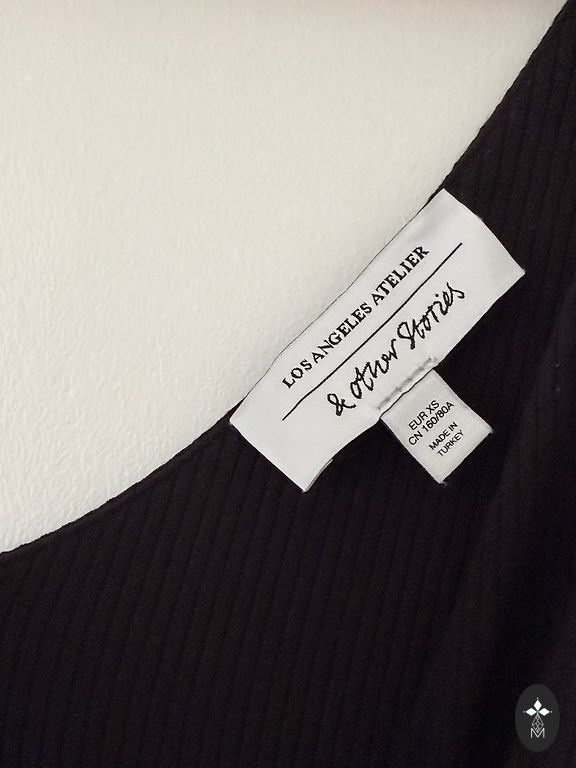 LOS ANGELES ATELIER
& other Stories
EUR XS
CN 160/80A
MADE IN
TURKEY
M